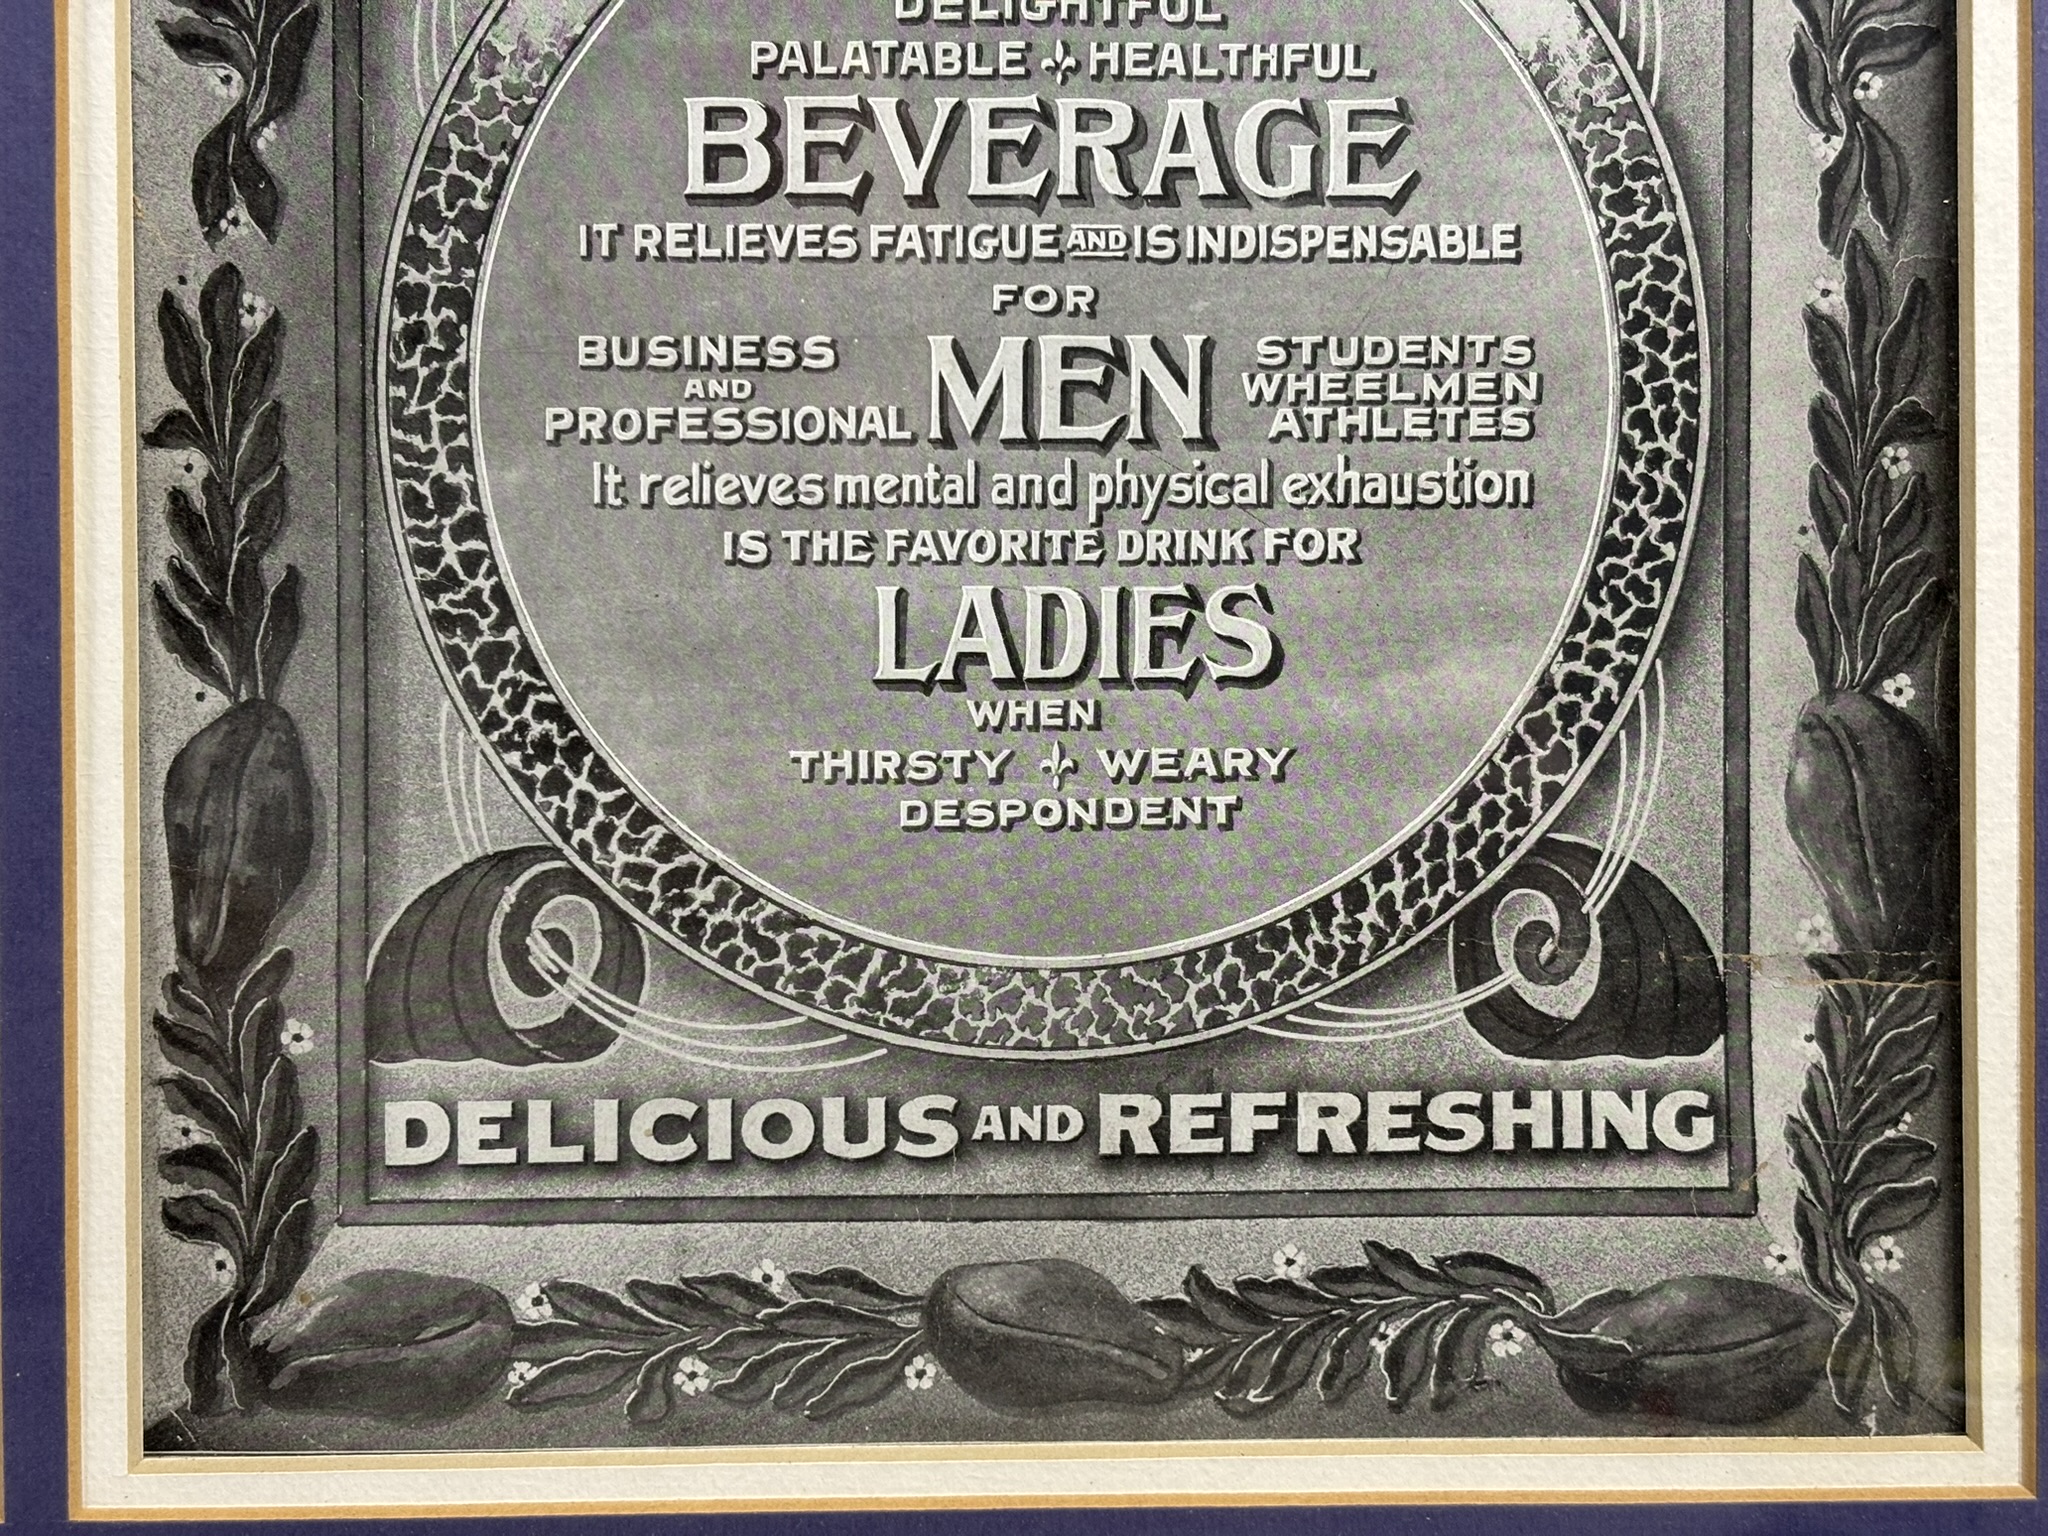 DELIGHTFUL
PALATABLE HEALTHFUL
BEVERAGE
IT RELIEVES FATIGUE AND IS INDISPENSABLE
FOR
BUSINESS AND PROFESSIONAL MEN STUDENTS WHEELMEN ATHLETES
It relieves mental and physical exhaustion
IS THE FAVORITE DRINK FOR
LADIES
WHEN
THIRSTY WEARY
DESPONDENT
DELICIOUS AND REFRESHING